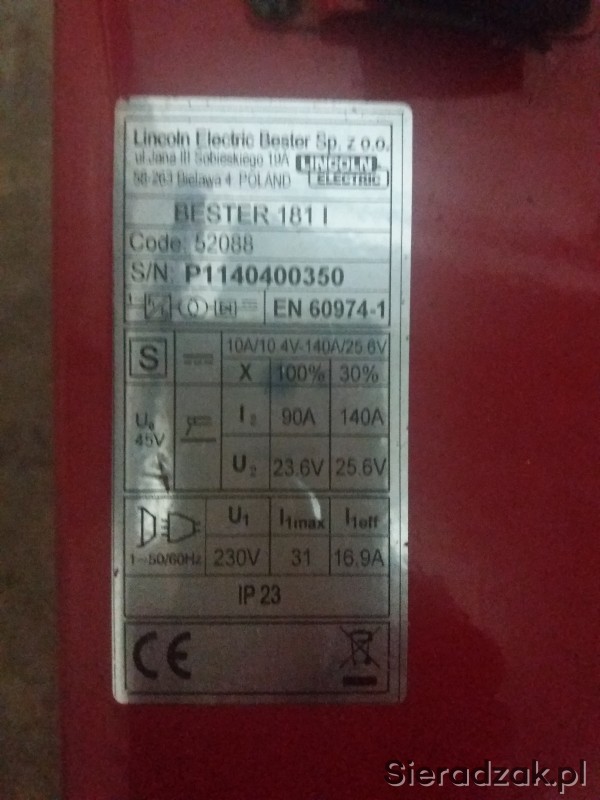 Lincoln Electric Bester Sp. z o.o.
ul.Jana III Sobieskiego 19A
58-263 Bielawa 4 POLAND
LINCOLN
ELECTRIC
BESTER 181 I
Code: 52088
S/N: P1140400350
EN 60974-1
S
10A/10.4V-140A/25.6V
X 100% 30%
U0
45V
I2 90A 140A
U2 23.6V 25.6V
U1 I1max I1eff
1~50/60Hz 230V 31 16.9A
IP 23
CE
Sieradzak.pl